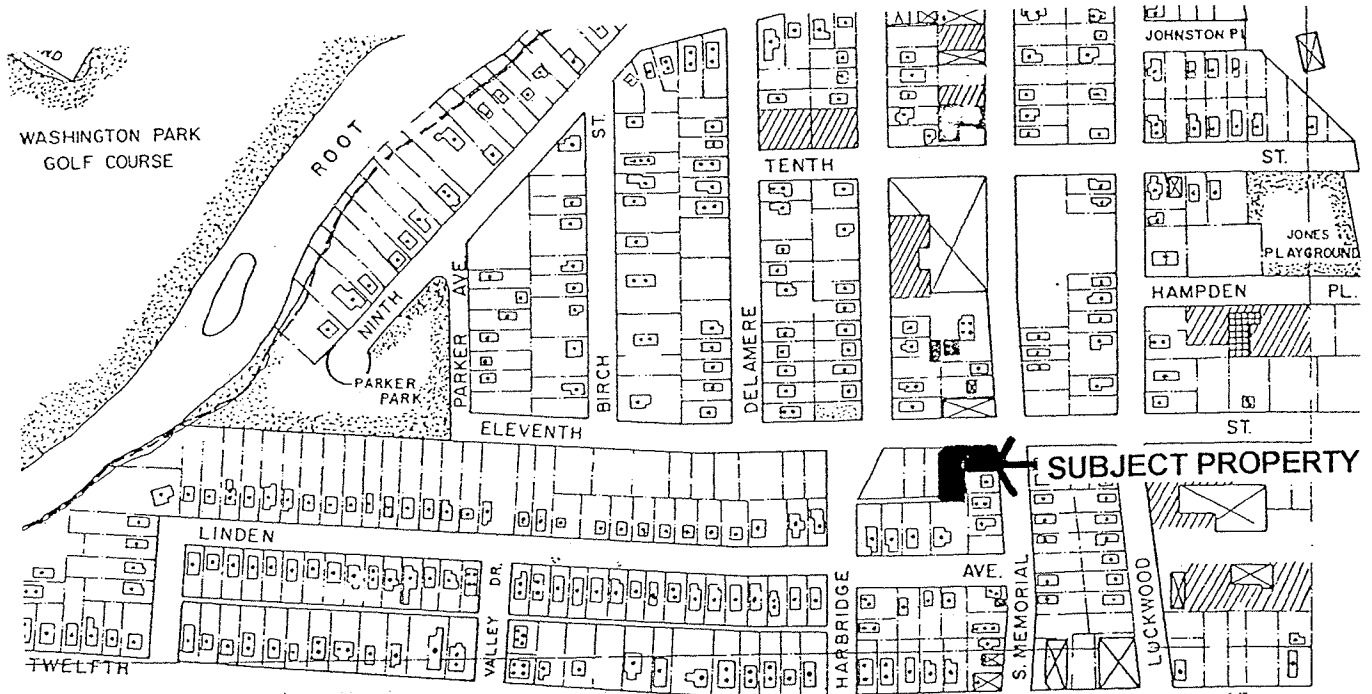 JOHNSTON PL.
WASHINGTON PARK
GOLF COURSE
ROOT
ST.
TENTH
ST.
JONES
PLAYGROUND
PARKER AVE
NINTH
HAMPDEN PL.
PARKER
PARK
BIRCH
DELAMERE
ELEVENTH
ST.
SUBJECT PROPERTY
LINDEN
AVE.
VALLEY DR.
HARBRIDGE
S. MEMORIAL
LUCKWOOD
TWELFTH